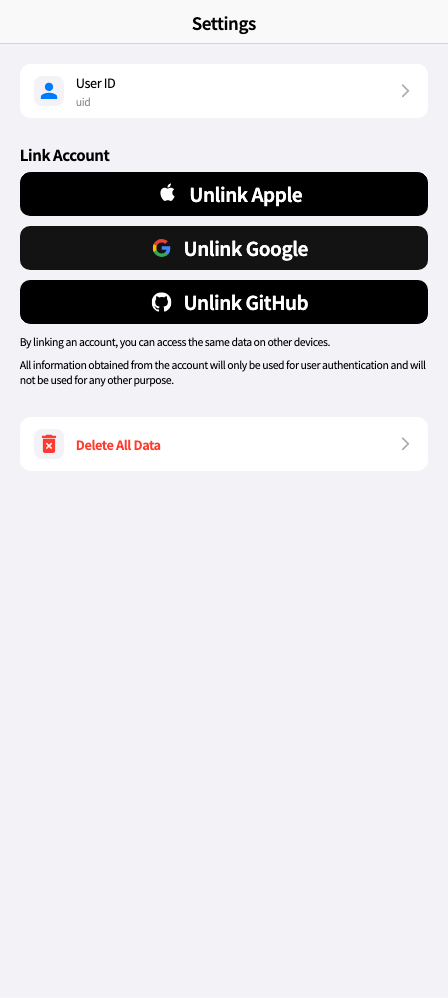 Settings
User ID
uid
Link Account
Unlink Apple
Unlink Google
Unlink GitHub
By linking an account, you can access the same data on other devices.
All information obtained from the account will only be used for user authentication and will
not be used for any other purpose.
Delete All Data